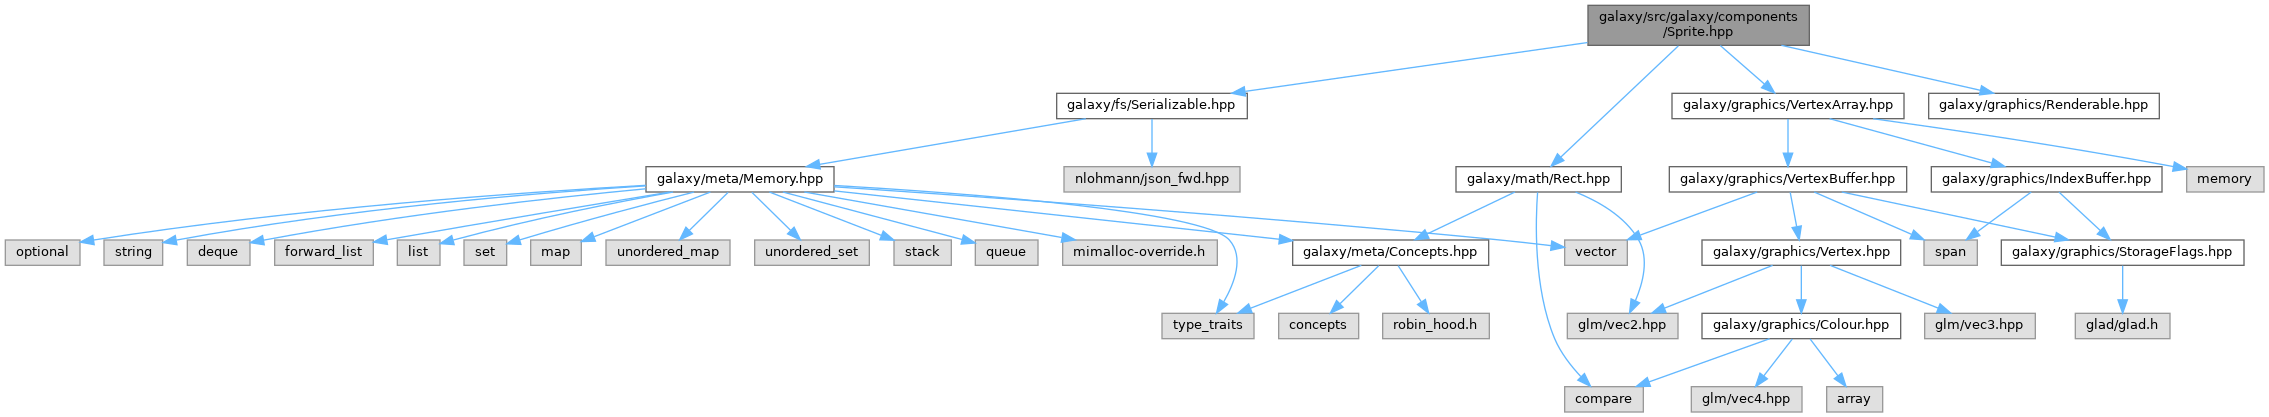 galaxy/src/galaxy/components
/Sprite.hpp
galaxy/fs/Serializable.hpp
galaxy/graphics/VertexArray.hpp
galaxy/graphics/Renderable.hpp
galaxy/meta/Memory.hpp
nlohmann/json_fwd.hpp
galaxy/math/Rect.hpp
galaxy/graphics/VertexBuffer.hpp
galaxy/graphics/IndexBuffer.hpp
memory
optional
string
deque
forward_list
list
set
map
unordered_map
unordered_set
stack
queue
mimalloc-override.h
galaxy/meta/Concepts.hpp
vector
galaxy/graphics/Vertex.hpp
span
galaxy/graphics/StorageFlags.hpp
type_traits
concepts
robin_hood.h
glm/vec2.hpp
galaxy/graphics/Colour.hpp
glm/vec3.hpp
glad/glad.h
compare
glm/vec4.hpp
array